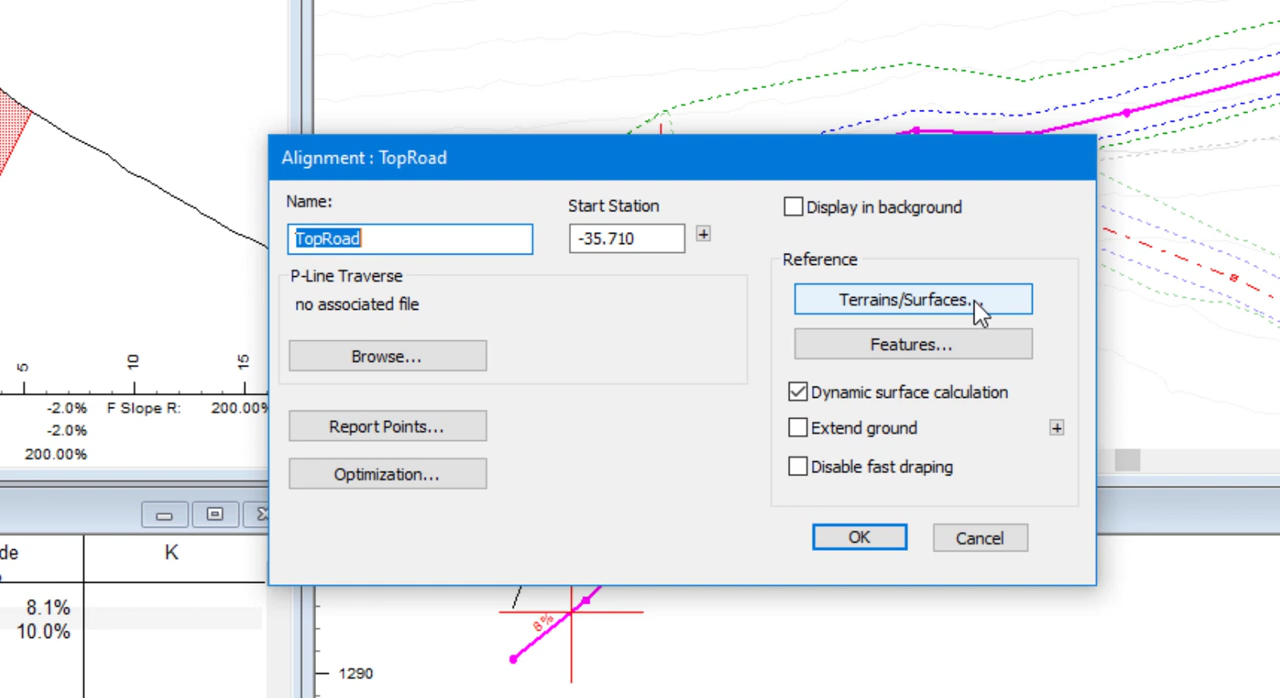 Alignment : TopRoad
Name:
Start Station
Display in background
TopRoad
-35.710
+
P-Line Traverse
no associated file
Reference
Terrains/Surfaces...
Browse...
Features...
Dynamic surface calculation
Report Points...
Extend ground
+
Optimization...
Disable fast draping
OK
Cancel
5
10
15
-2.0% F Slope R: 200.00%
-2.0%
200.00%
de
K
8.1%
10.0%
8%
1290